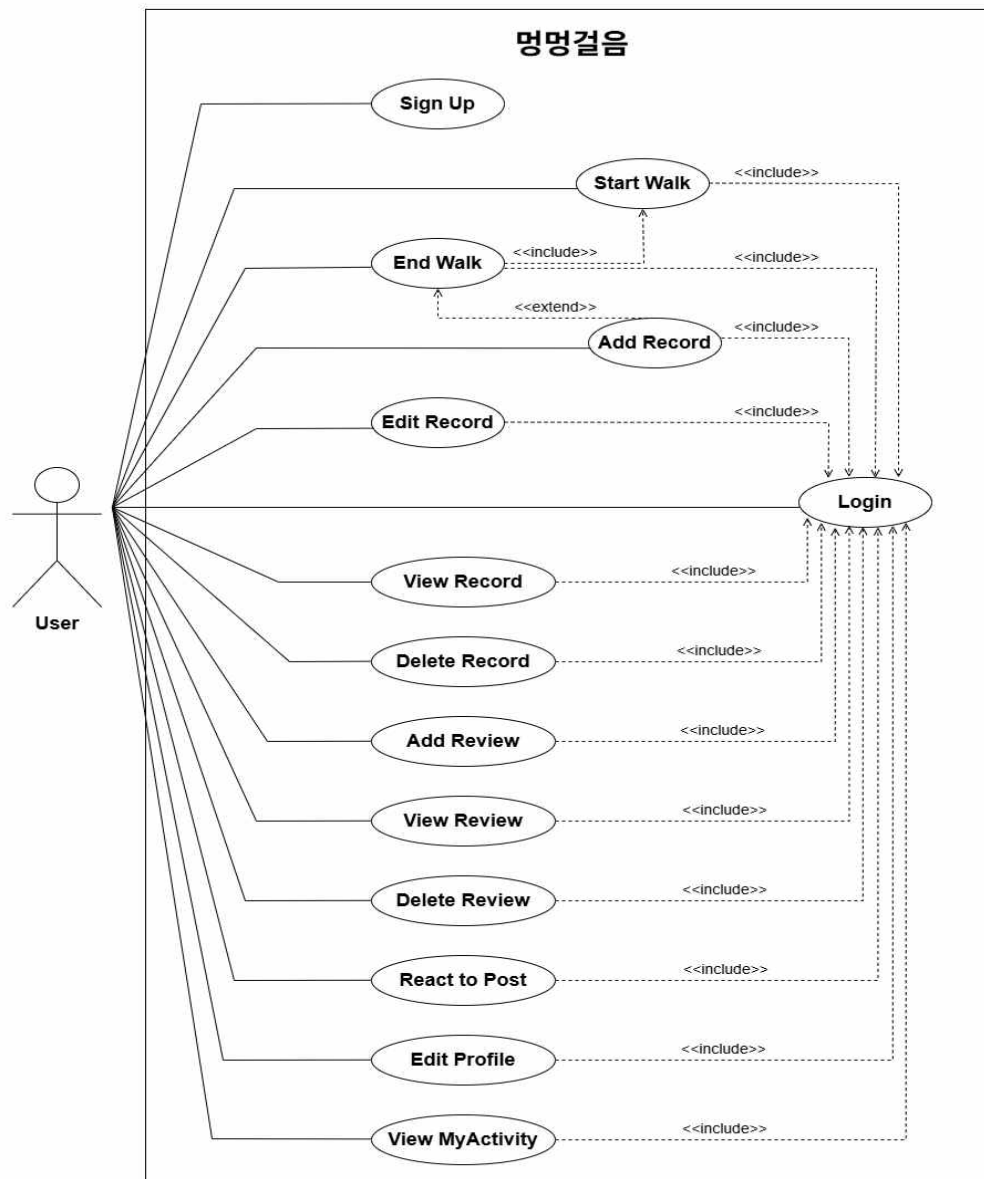 멍멍걸음
Sign Up
Start Walk
<<include>>
End Walk
<<include>>
<<include>>
<<extend>>
Add Record
<<include>>
Edit Record
<<include>>
Login
User
View Record
<<include>>
Delete Record
<<include>>
Add Review
<<include>>
View Review
<<include>>
Delete Review
<<include>>
React to Post
<<include>>
Edit Profile
<<include>>
View MyActivity
<<include>>